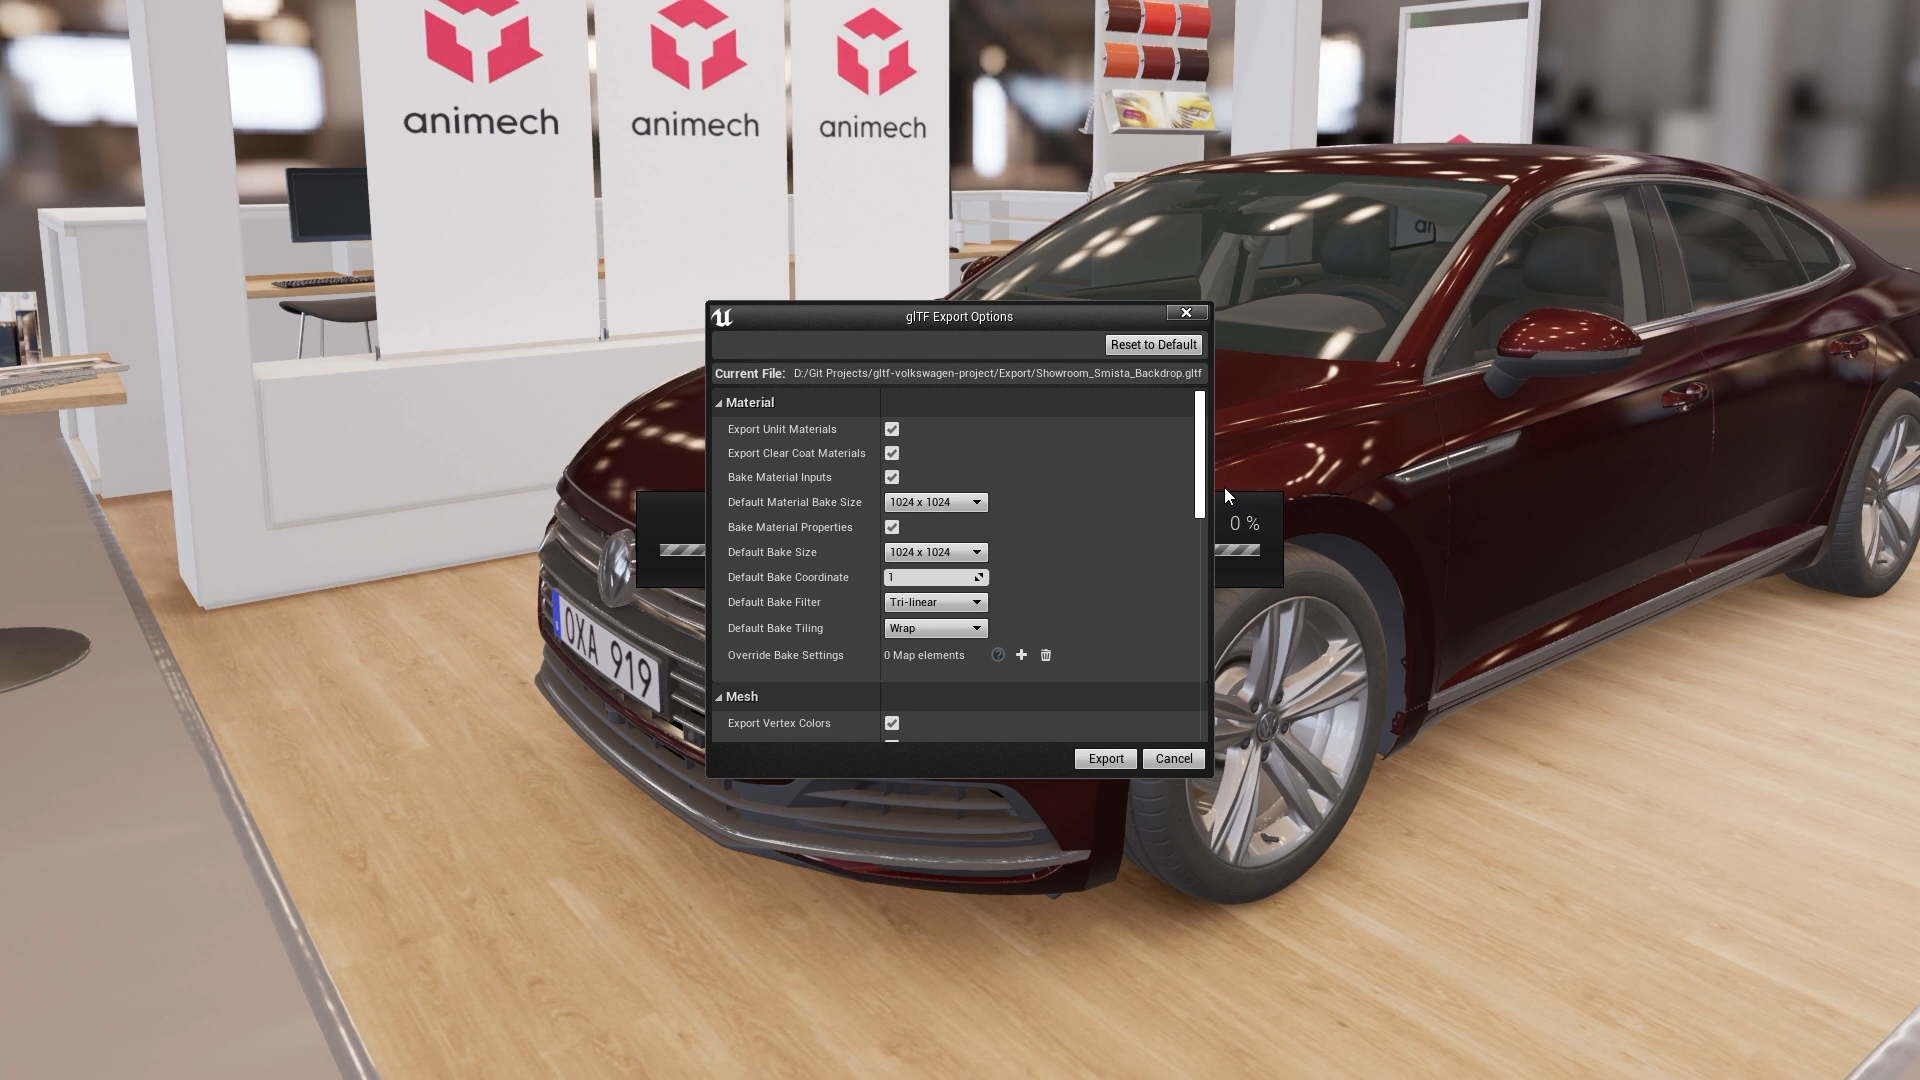 animech
animech
animech
glTF Export Options
Reset to Default
Current File: D:/Git Projects/gltf-volkswagen-project/Export/Showroom_Smista_Backdrop.gltf
Material
Export Unlit Materials
Export Clear Coat Materials
Bake Material Inputs
Default Material Bake Size 1024 x 1024
Bake Material Properties
0 %
Default Bake Size 1024 x 1024
Default Bake Coordinate 1
Default Bake Filter Tri-linear
Default Bake Tiling Wrap
Override Bake Settings 0 Map elements
Mesh
Export Vertex Colors
Export Cancel
OXA 919